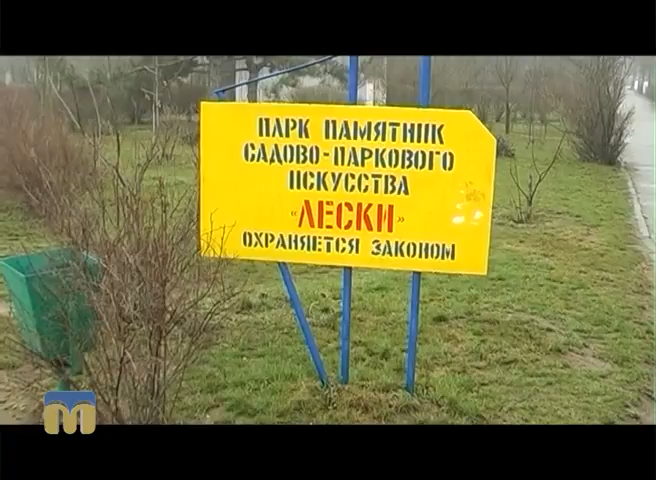 ПАРК ПАМЯТНИК
САДОВО-ПАРКОВОГО
ИСКУССТВА
"ЛЕСКИ"
ОХРАНЯЕТСЯ ЗАКОНОМ
М